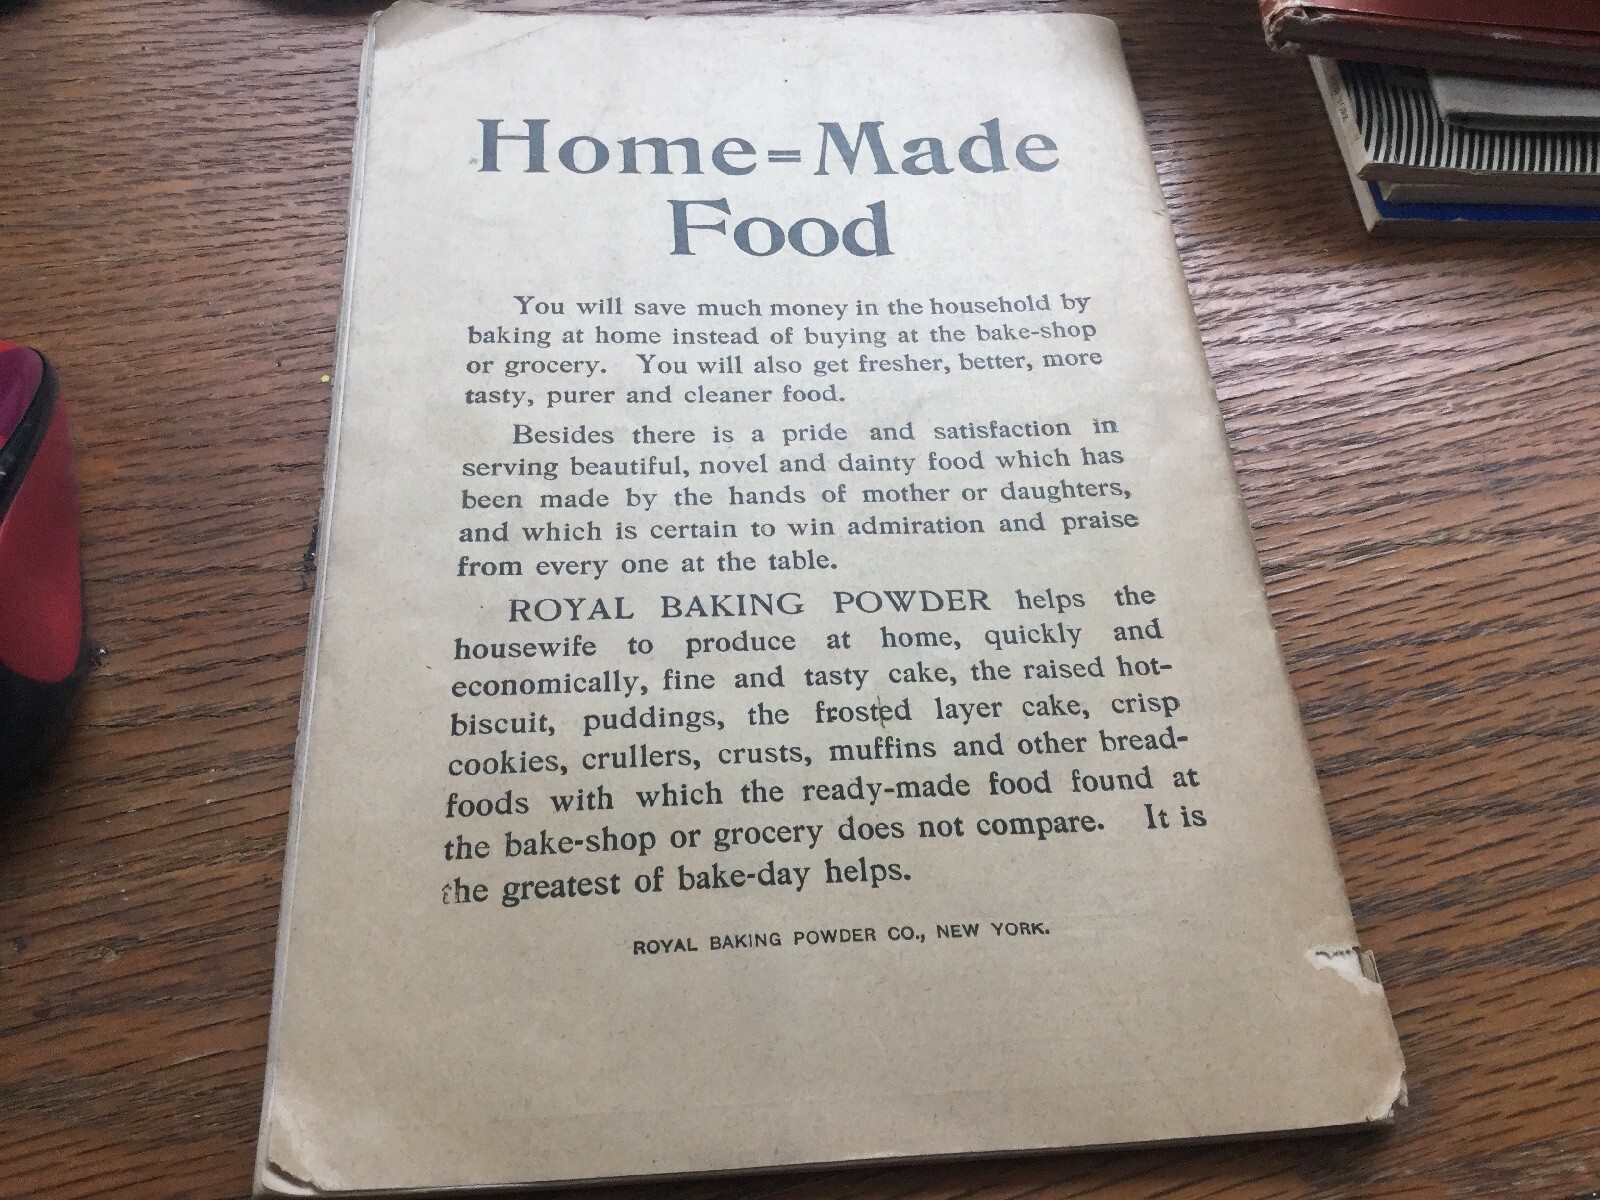 Home=Made
Food
You will save much money in the household by
baking at home instead of buying at the bake-shop
or grocery. You will also get fresher, better, more
tasty, purer and cleaner food.
Besides there is a pride and satisfaction in
serving beautiful, novel and dainty food which has
been made by the hands of mother or daughters,
and which is certain to win admiration and praise
from every one at the table.
ROYAL BAKING POWDER helps the
housewife to produce at home, quickly and
economically, fine and tasty cake, the raised hot-
biscuit, puddings, the frosted layer cake, crisp
cookies, crullers, crusts, muffins and other bread-
foods with which the ready-made food found at
the bake-shop or grocery does not compare. It is
the greatest of bake-day helps.
ROYAL BAKING POWDER CO., NEW YORK.